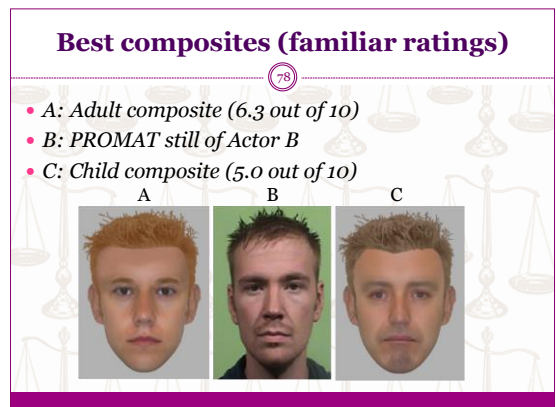 Best composites (familiar ratings)
78
• A: Adult composite (6.3 out of 10)
• B: PROMAT still of Actor B
• C: Child composite (5.0 out of 10)
A B C